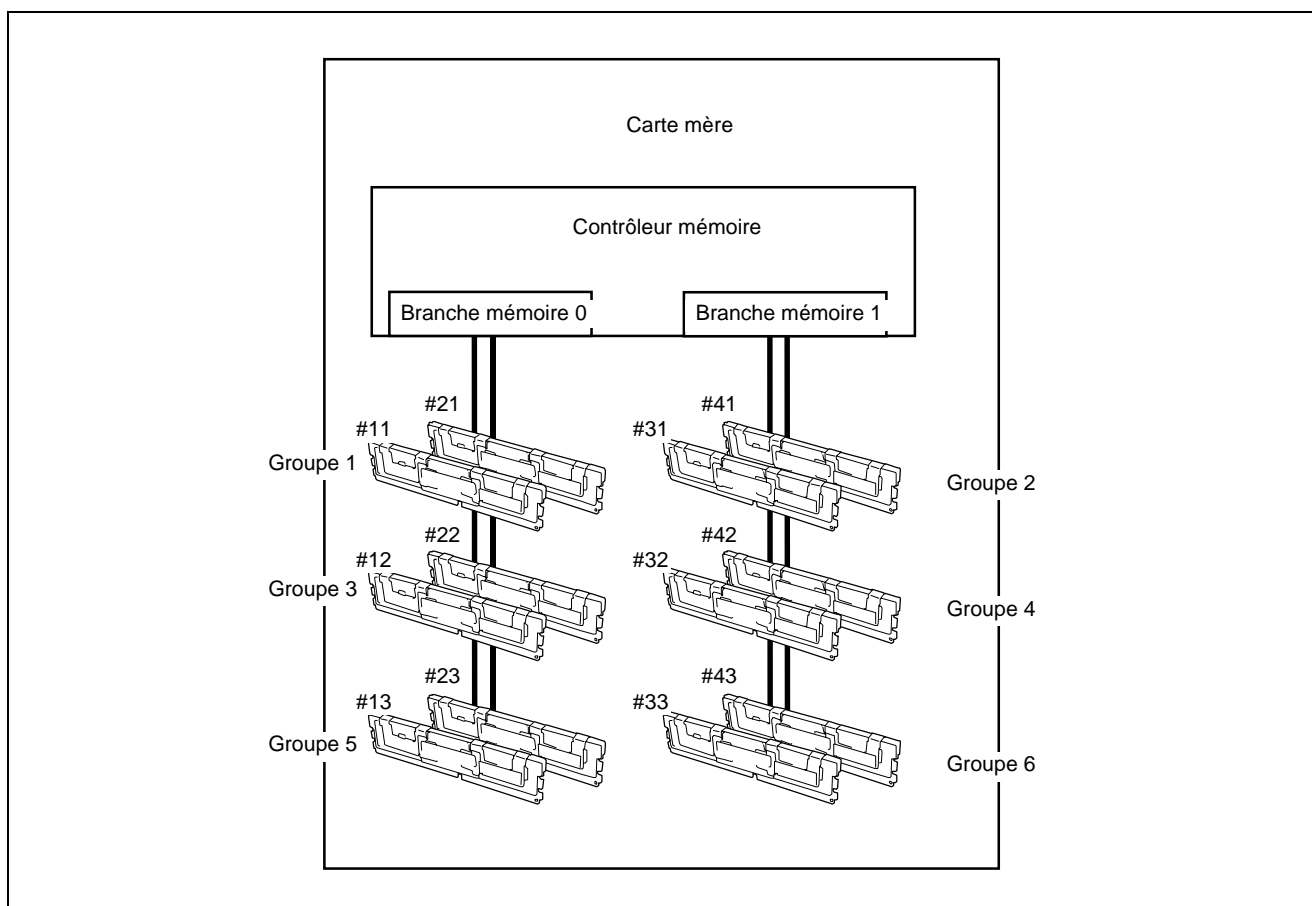 Carte mère
Contrôleur mémoire
Branche mémoire 0
Branche mémoire 1
#21
#11
Groupe 1
#41
#31
Groupe 2
#22
#12
Groupe 3
#42
#32
Groupe 4
#23
#13
Groupe 5
#43
#33
Groupe 6